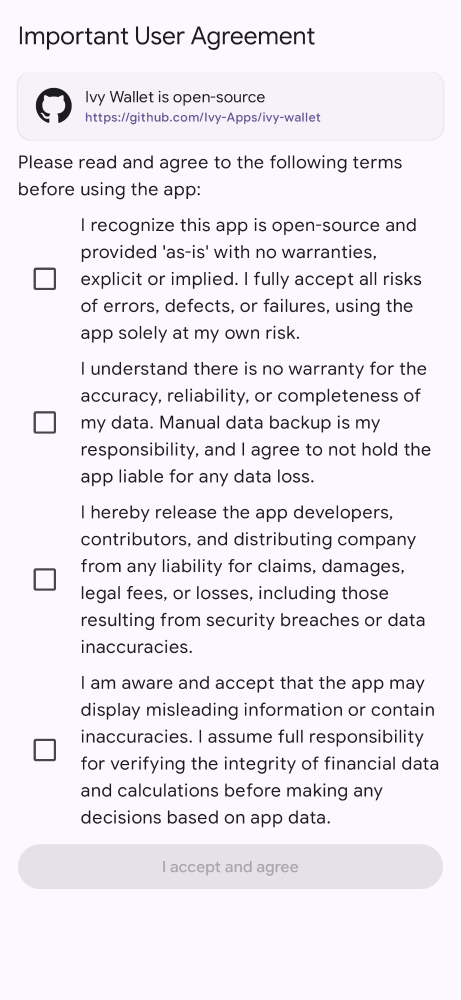 Important User Agreement
Ivy Wallet is open-source
https://github.com/Ivy-Apps/ivy-wallet
Please read and agree to the following terms
before using the app:
I recognize this app is open-source and
provided 'as-is' with no warranties,
explicit or implied. I fully accept all risks
of errors, defects, or failures, using the
app solely at my own risk.
I understand there is no warranty for the
accuracy, reliability, or completeness of
my data. Manual data backup is my
responsibility, and I agree to not hold the
app liable for any data loss.
I hereby release the app developers,
contributors, and distributing company
from any liability for claims, damages,
legal fees, or losses, including those
resulting from security breaches or data
inaccuracies.
I am aware and accept that the app may
display misleading information or contain
inaccuracies. I assume full responsibility
for verifying the integrity of financial data
and calculations before making any
decisions based on app data.
I accept and agree